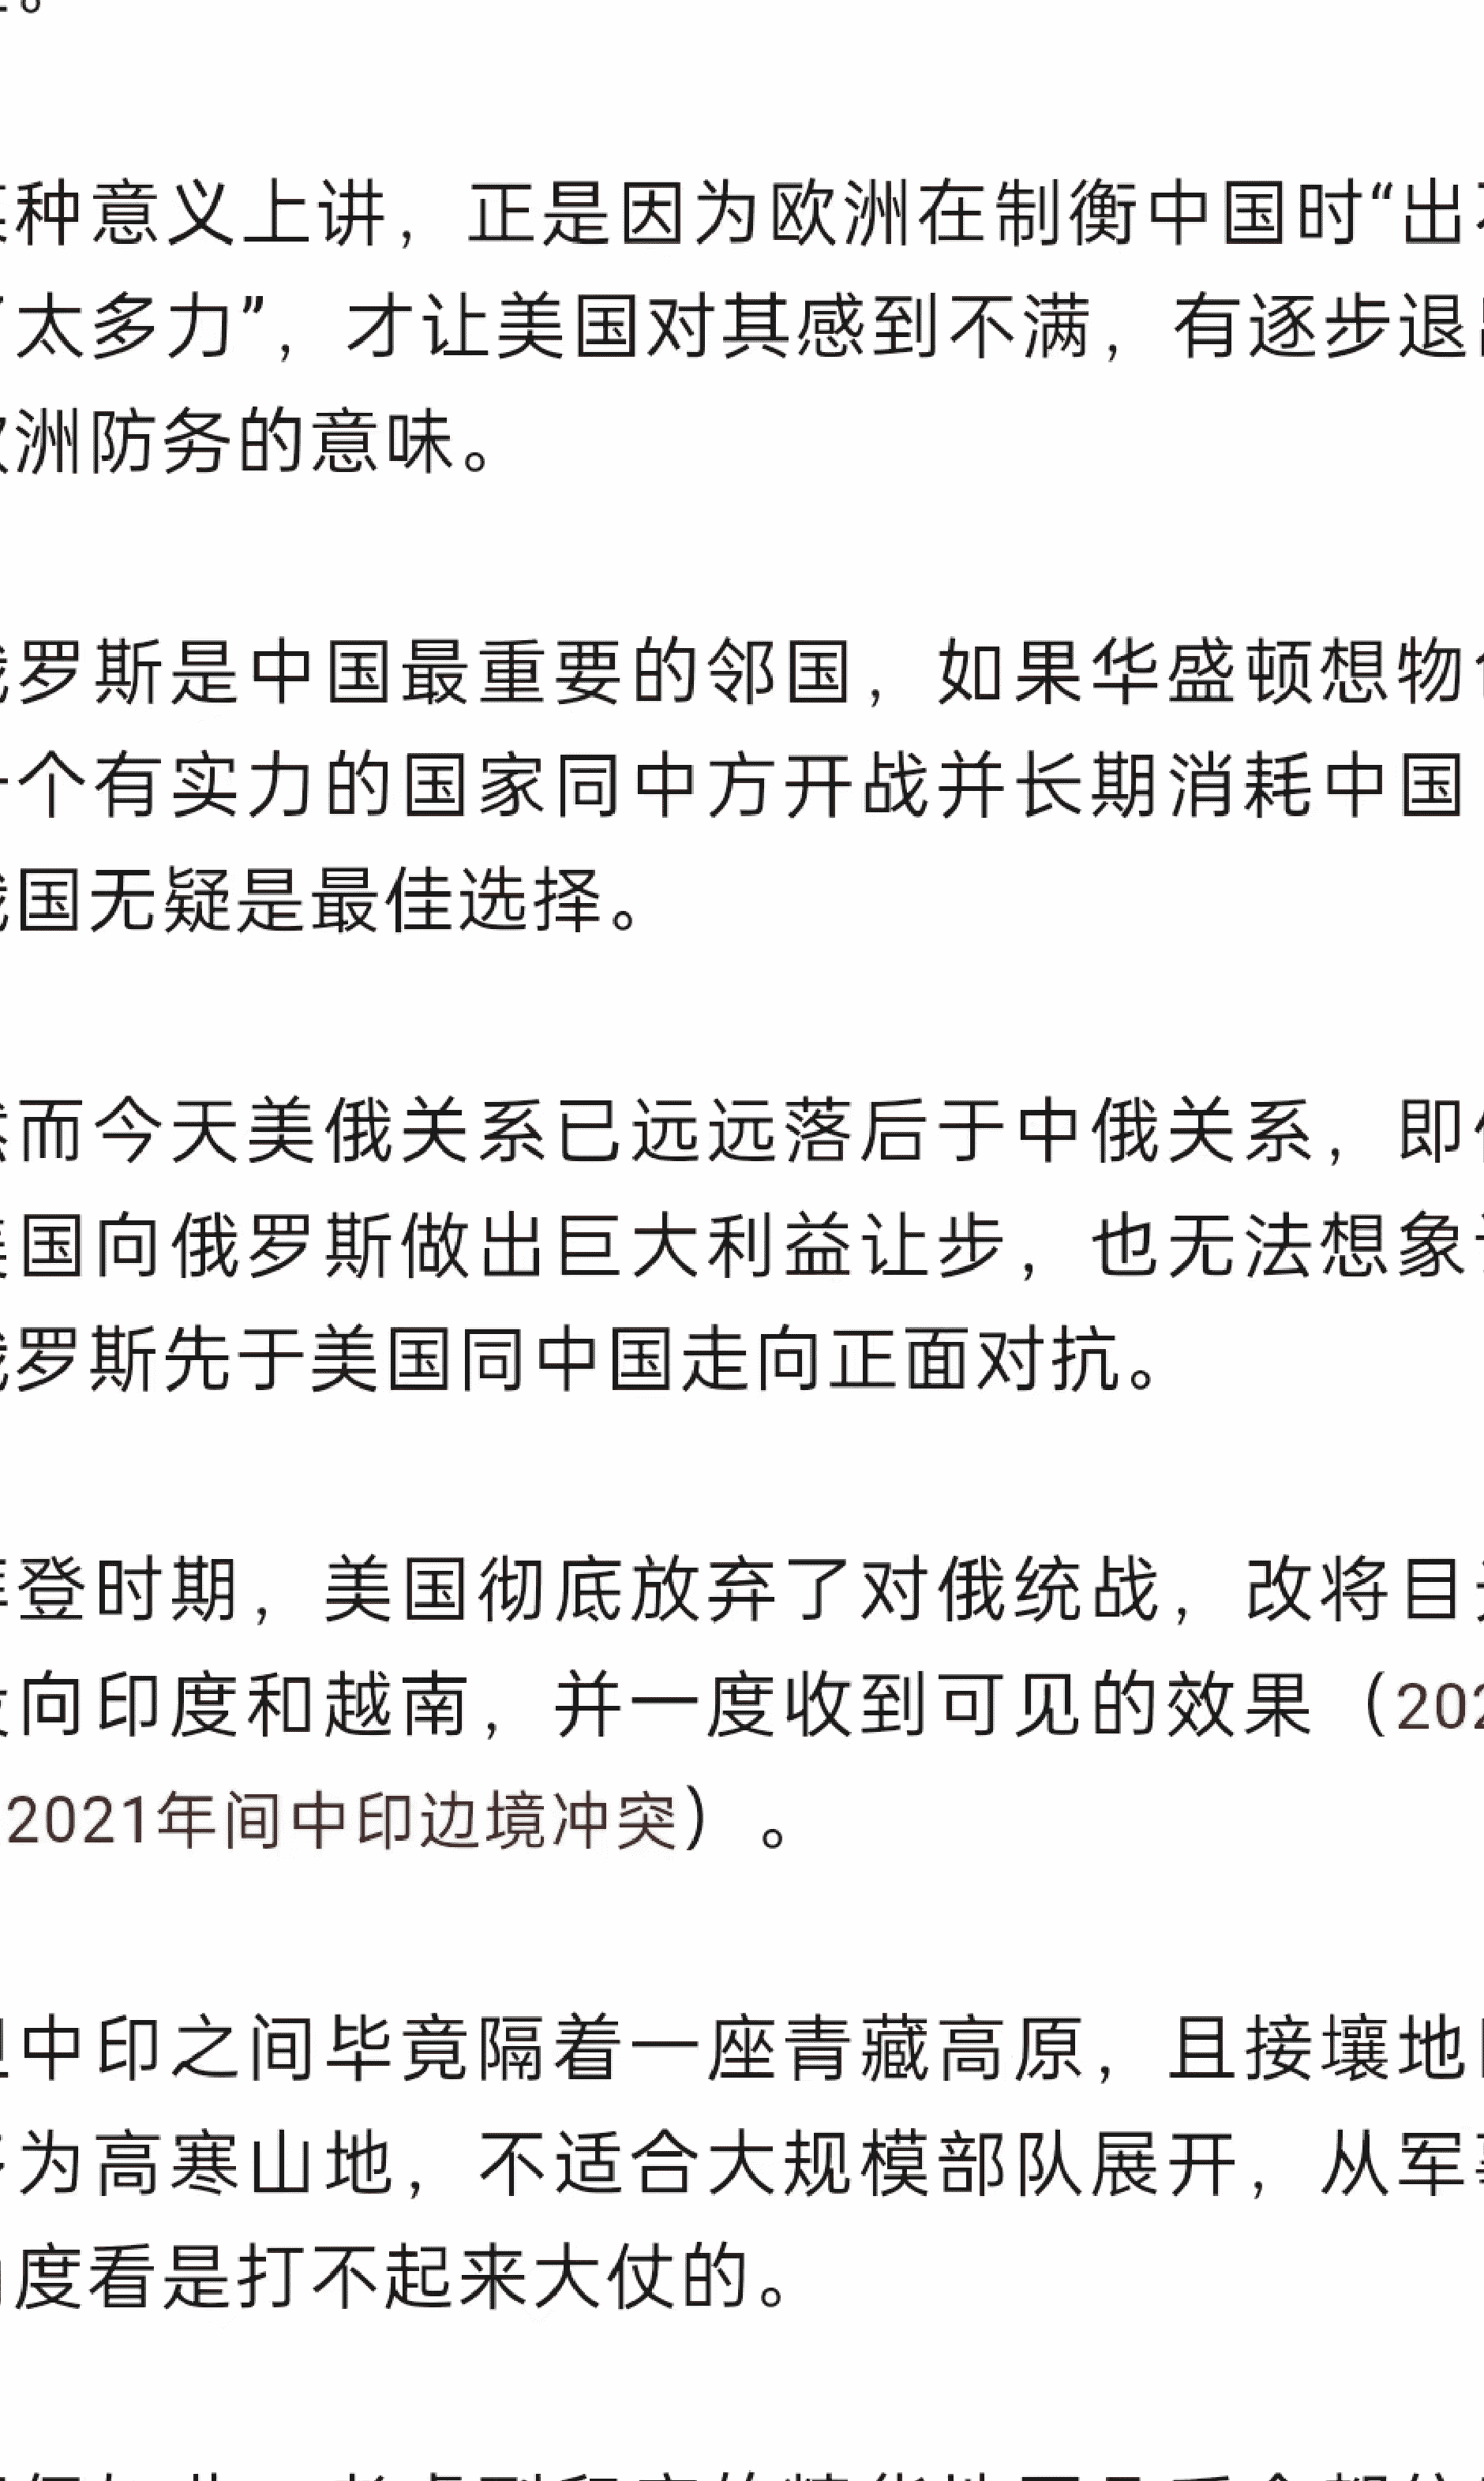 种意义上讲，正是因为欧洲在制衡中国时“出
太多力”，才让美国对其感到不满，有逐步退
洲防务的意味。
罗斯是中国最重要的邻国，如果华盛顿想物
个有实力的国家同中方开战并长期消耗中国
国无疑是最佳选择。
而今天美俄关系已远远落后于中俄关系，即
国向俄罗斯做出巨大利益让步，也无法想象
罗斯先于美国同中国走向正面对抗。
登时期，美国彻底放弃了对俄统战，改将目
向印度和越南，并一度收到可见的效果（202
2021年间中印边境冲突）。
中印之间毕竟隔着一座青藏高原，且接壤地
为高寒山地，不适合大规模部队展开，从军
度看是打不起来大仗的。